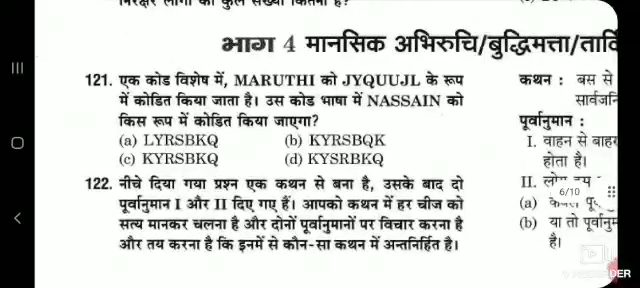 भाग 4 मानसिक अभिरुचि/बुद्धिमत्ता/
121. एक कोड विशेष में, MARUTHI को JYQUUJL के रूप
में कोडित किया जाता है। उस कोड भाषा में NASSAIN को
किस रूप में कोडित किया जाएगा?
(a) LYRSBKQ (b) KYRSBQK
(c) KYRSBKQ (d) KYSRBKQ
122. नीचे दिया गया प्रश्न एक कथन से बना है, उसके बाद दो
पूर्वानुमान I और II दिए गए हैं। आपको कथन में हर चीज को
सत्य मानकर चलना है और दोनों पूर्वानुमानों पर विचार करना है
और तय करना है कि इनमें से कौन-सा कथन में अन्तर्निहित है।
कथन : बस से
पूर्वानुमान :
I. वाहन से बाहर
होता है।
II.
6/10
(a)
(b) या तो
है।